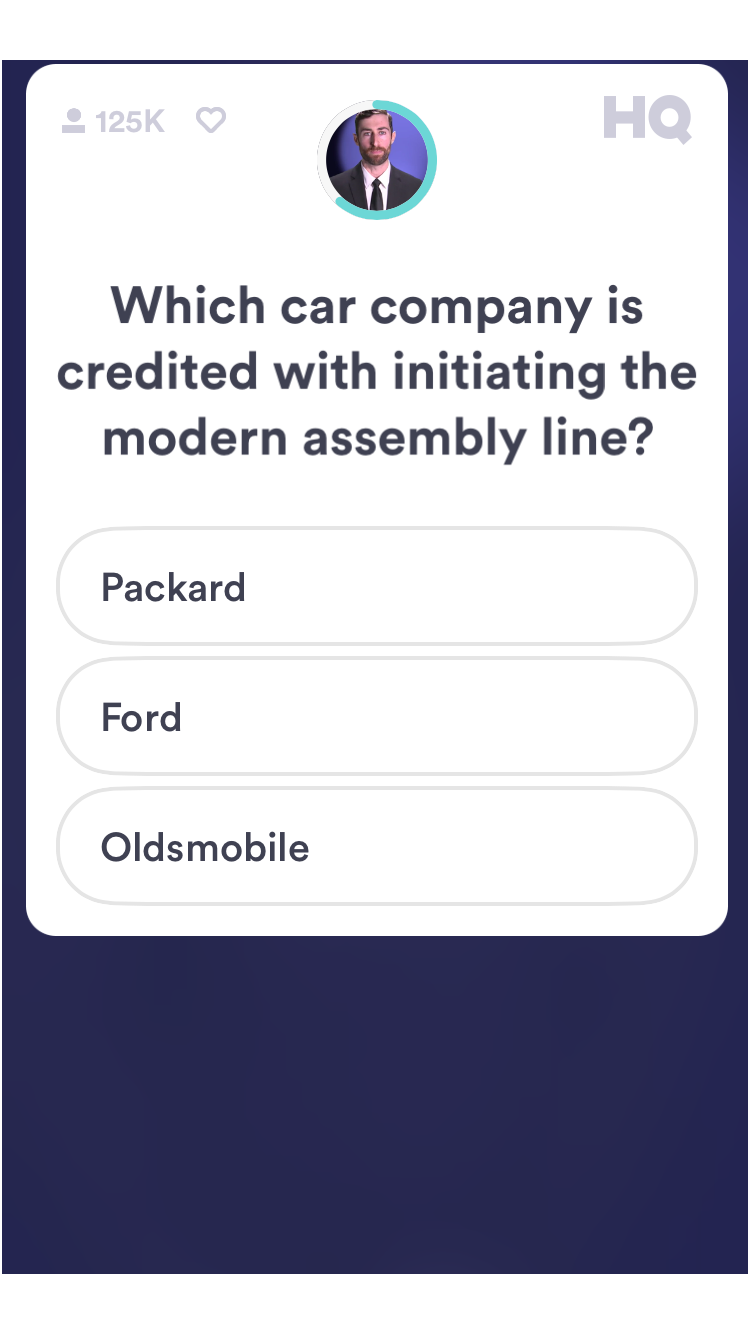 125K
HQ
Which car company is
credited with initiating the
modern assembly line?
Packard
Ford
Oldsmobile